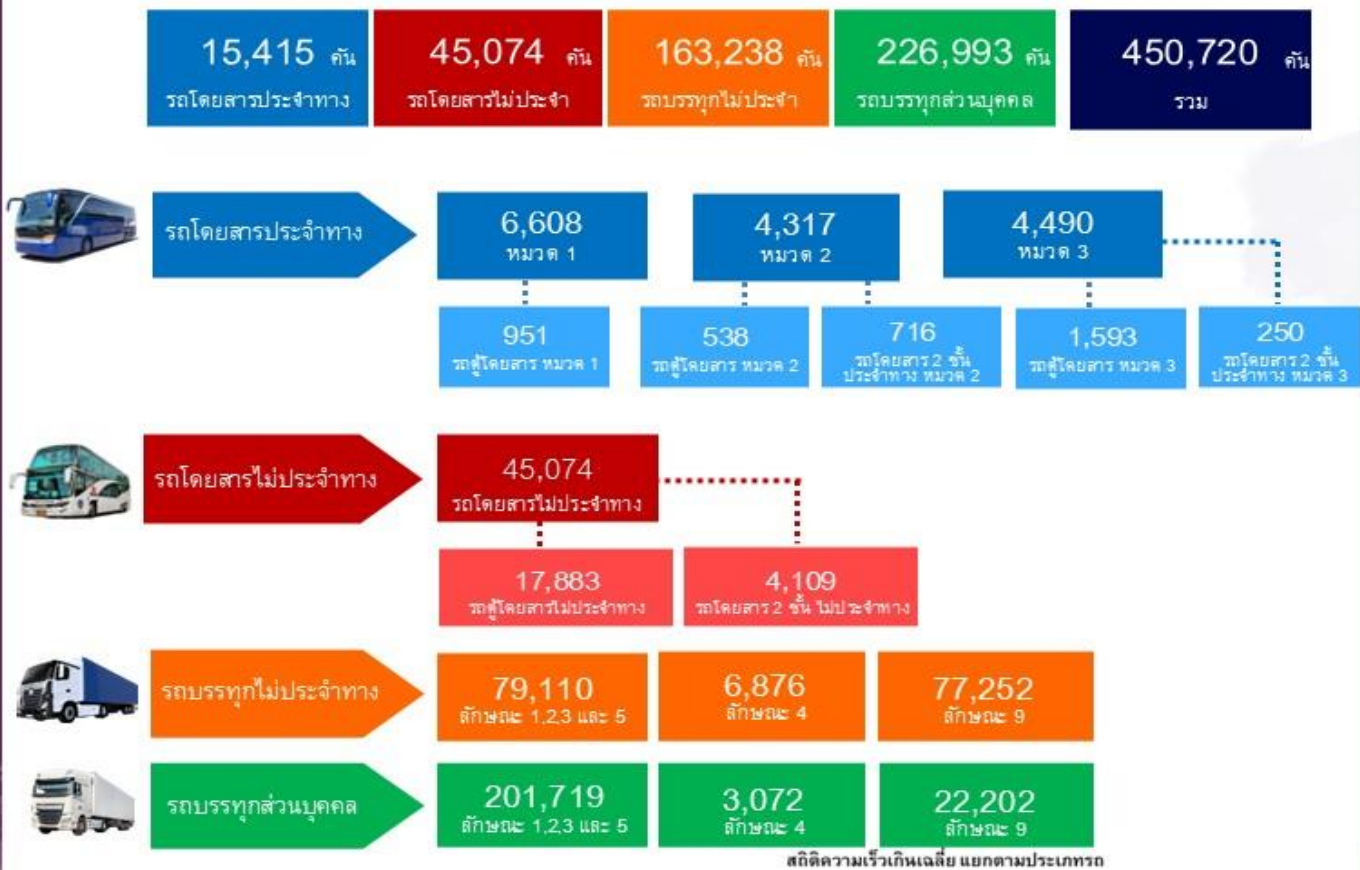 15,415 คัน
รถโดยสารประจำทาง
45,074 คัน
รถโดยสารไม่ประจำ
163,238 คัน
รถบรรทุกไม่ประจำ
226,993 คัน
รถบรรทุกส่วนบุคคล
450,720 คัน
รวม
รถโดยสารประจำทาง
6,608
หมวด 1
4,317
หมวด 2
4,490
หมวด 3
951
รถตู้โดยสาร หมวด 1
538
รถตู้โดยสาร หมวด 2
716
รถโดยสาร 2 ชั้น
ประจำทาง หมวด 2
1,593
รถตู้โดยสาร หมวด 3
250
รถโดยสาร 2 ชั้น
ประจำทาง หมวด 3
รถโดยสารไม่ประจำทาง
45,074
รถโดยสารไม่ประจำทาง
17,883
รถตู้โดยสารไม่ประจำทาง
4,109
รถโดยสาร 2 ชั้น ไม่ประจำทาง
รถบรรทุกไม่ประจำทาง
79,110
ลักษณะ 1,2,3 และ 5
6,876
ลักษณะ 4
77,252
ลักษณะ 9
รถบรรทุกส่วนบุคคล
201,719
ลักษณะ 1,2,3 และ 5
3,072
ลักษณะ 4
22,202
ลักษณะ 9
สถิติความเร็วเกินเฉลี่ย แยกตามประเภทรถ